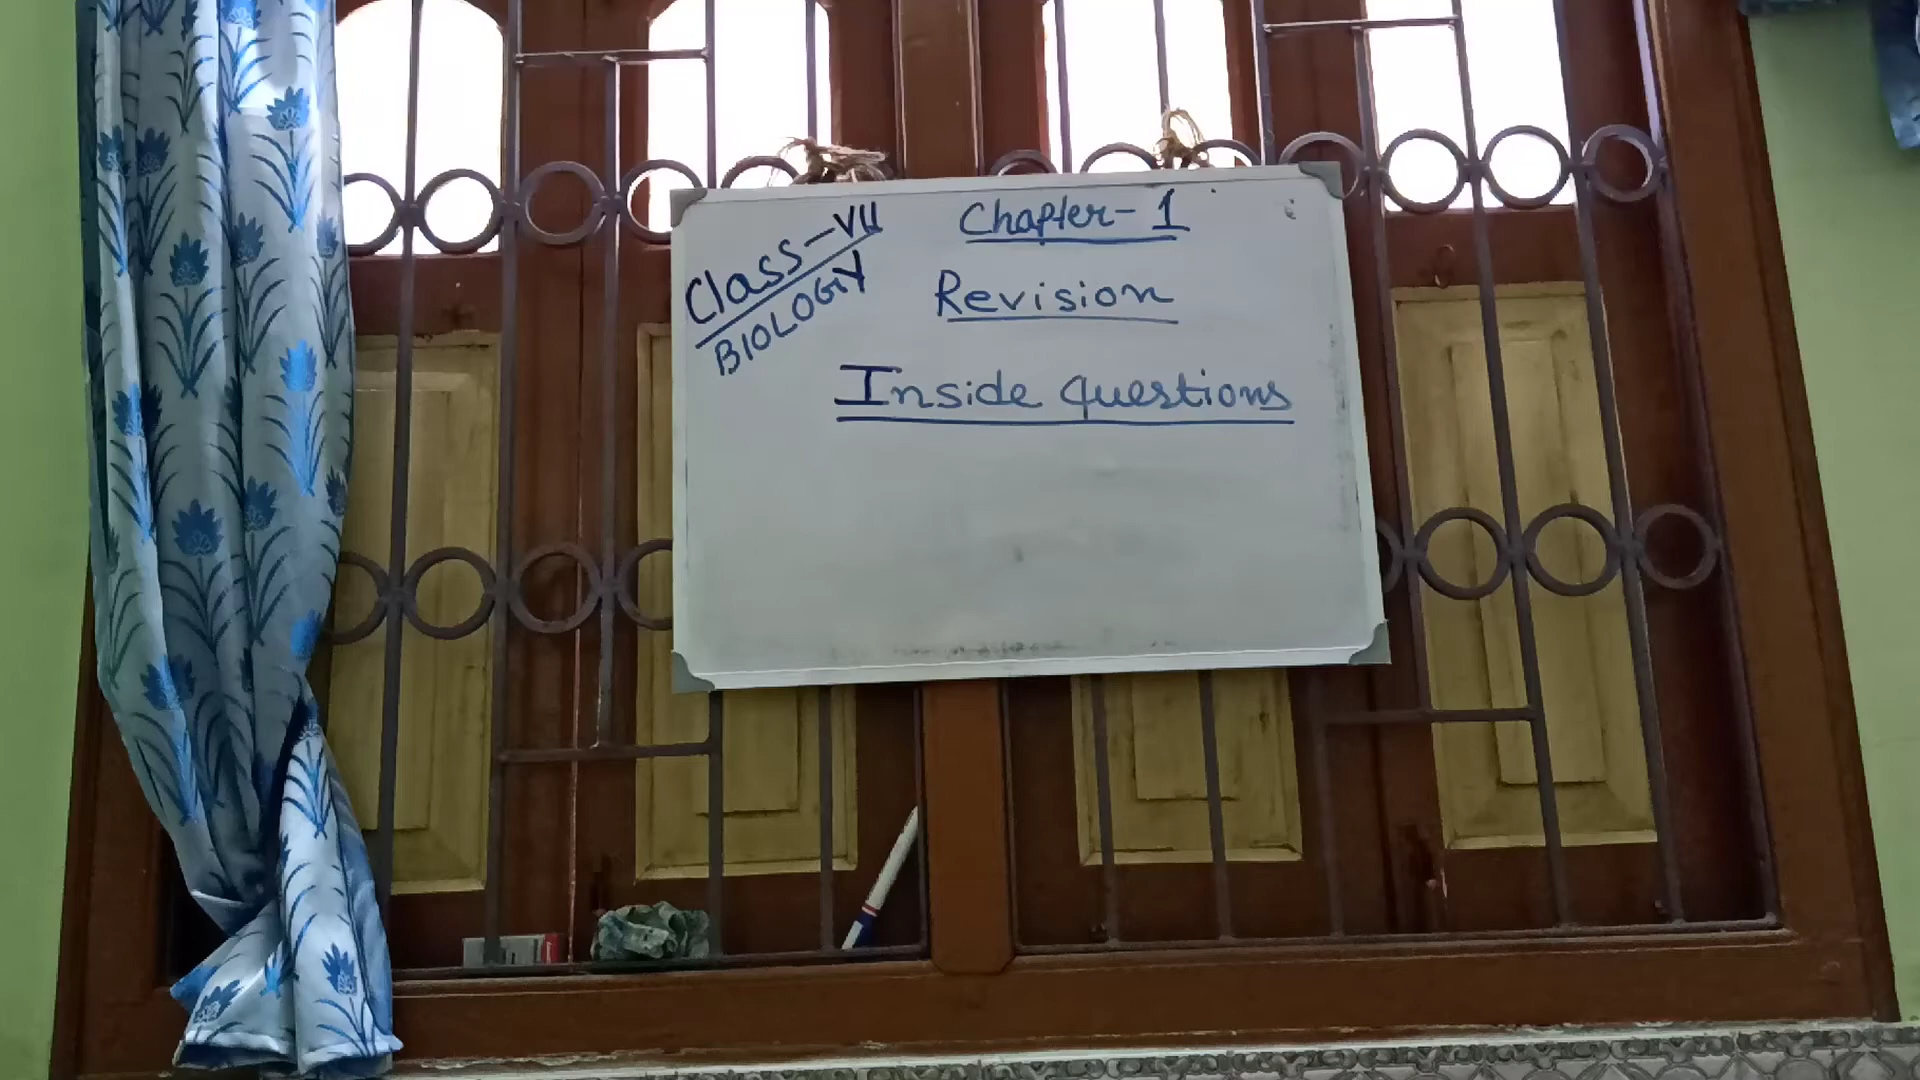 Class-VII
BIOLOGY
Chapter-1
Revision
Inside questions